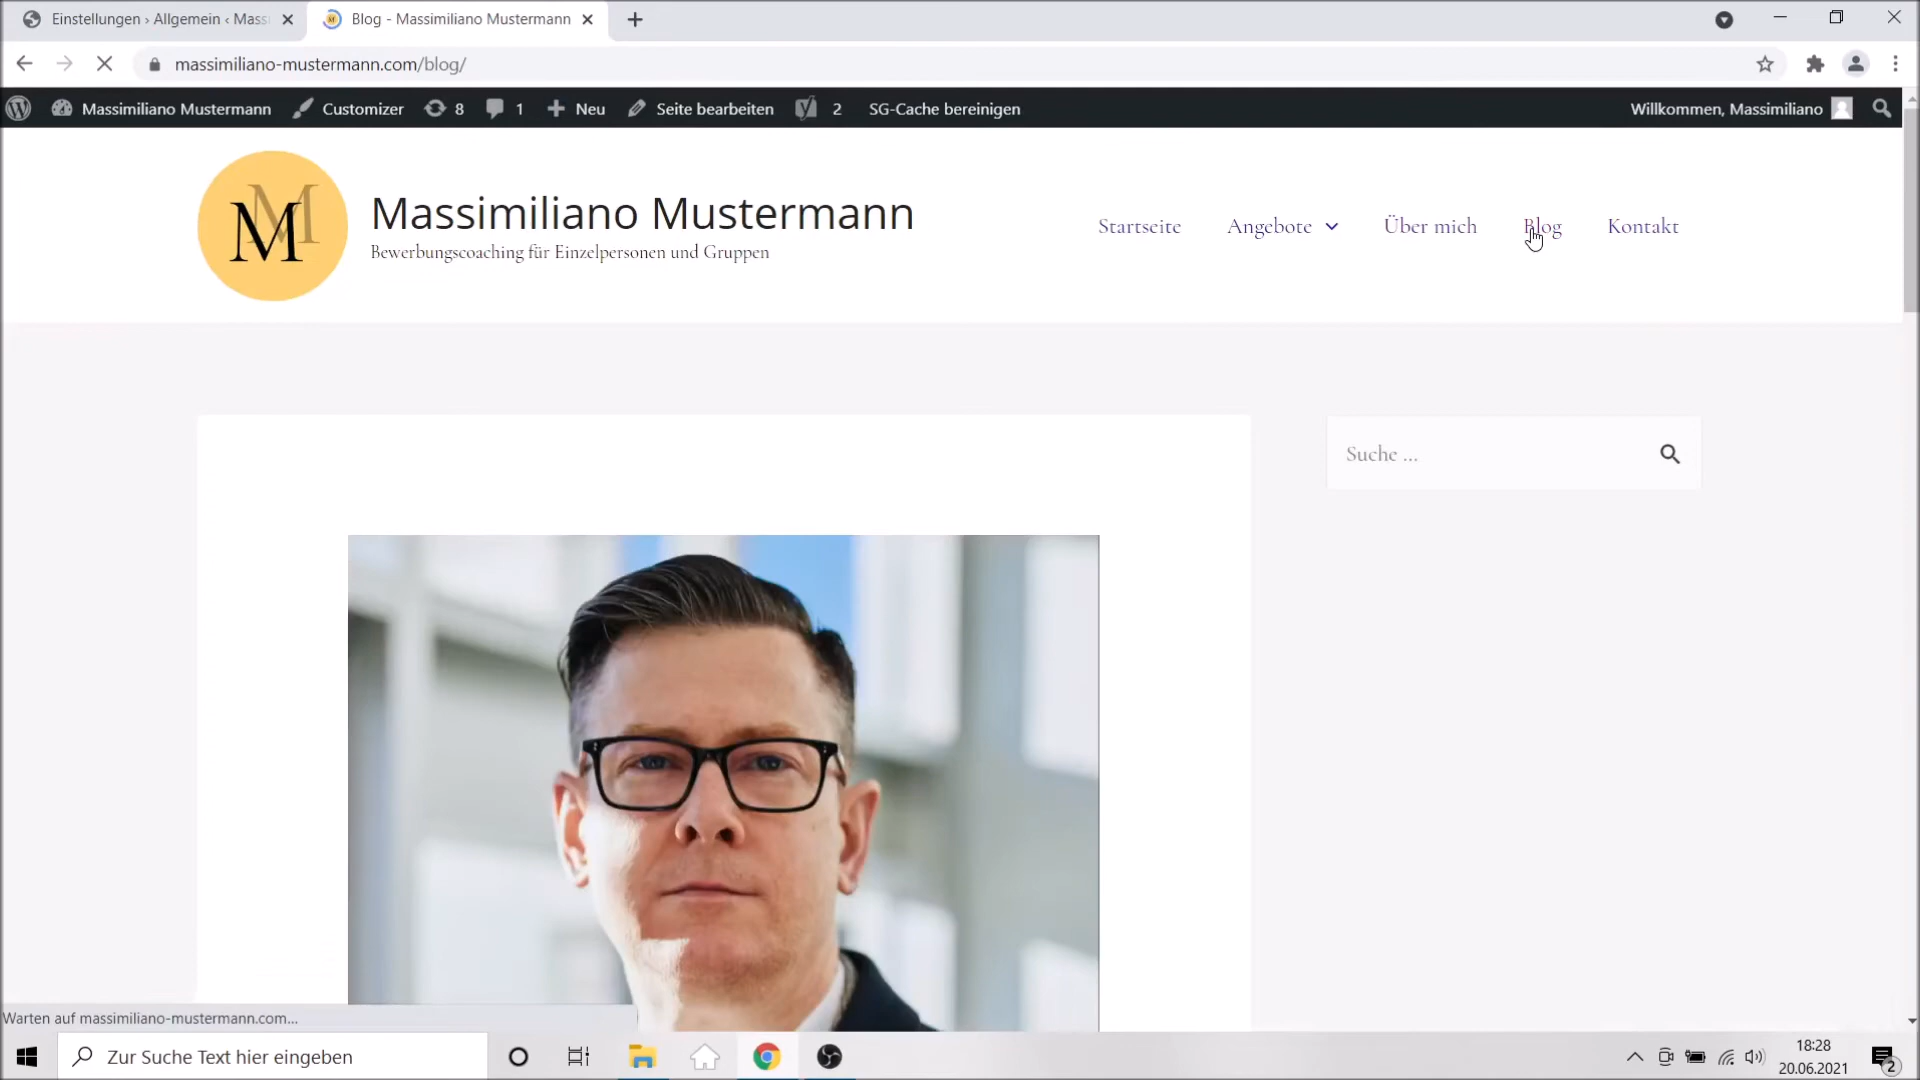 Einstellungen › Allgemein ‹ Mass
Blog - Massimiliano Mustermann
massimiliano-mustermann.com/blog/
Massimiliano Mustermann
Customizer
8
1
Neu
Seite bearbeiten
2
SG-Cache bereinigen
Willkommen, Massimiliano
M
M
Massimiliano Mustermann
Bewerbungscoaching für Einzelpersonen und Gruppen
Startseite
Angebote
Über mich
Blog
Kontakt
Suche ...
Warten auf massimiliano-mustermann.com...
Zur Suche Text hier eingeben
18:28
20.06.2021
2